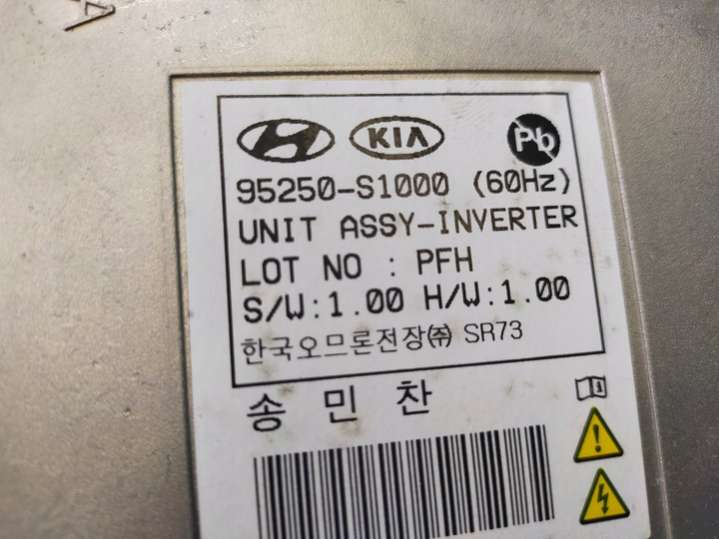 KIA Pb
95250-S1000 (60Hz)
UNIT ASSY-INVERTER
LOT NO : PFH
S/W:1.00 H/W:1.00
한국오므론전장㈜ SR73
송 민 찬